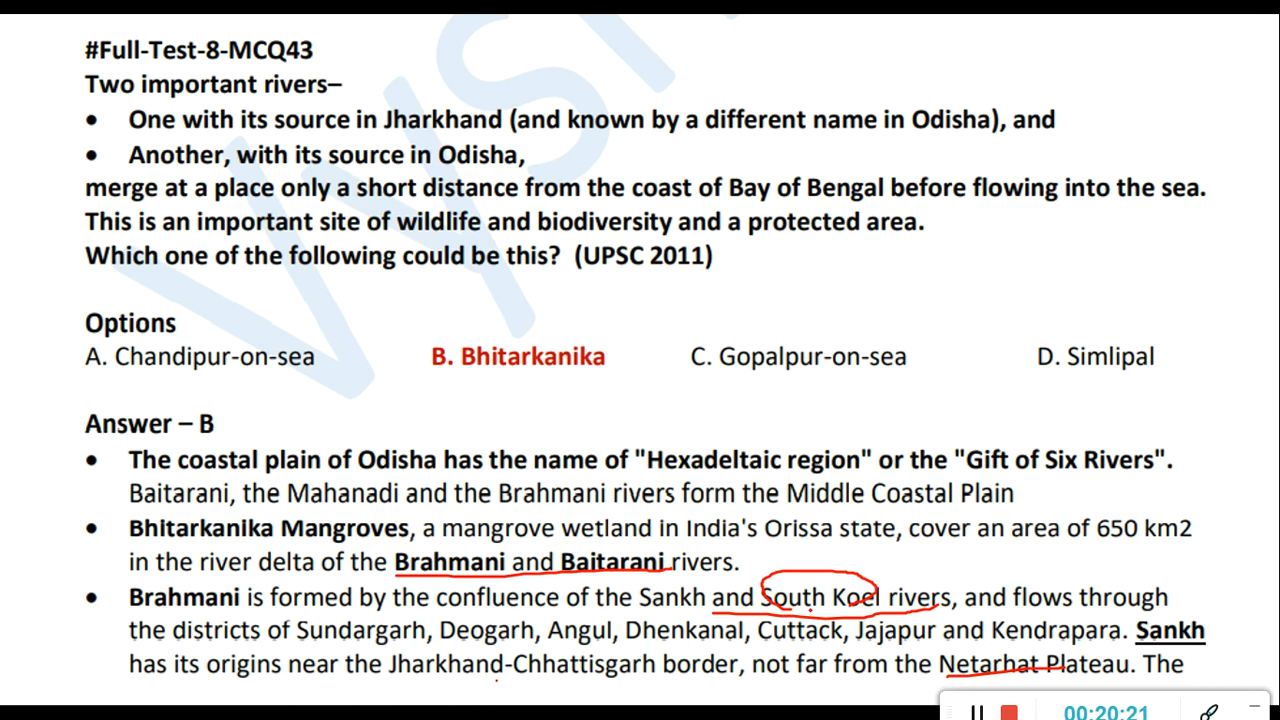 #Full-Test-8-MCQ43
Two important rivers–
• One with its source in Jharkhand (and known by a different name in Odisha), and
• Another, with its source in Odisha,
merge at a place only a short distance from the coast of Bay of Bengal before flowing into the sea.
This is an important site of wildlife and biodiversity and a protected area.
Which one of the following could be this? (UPSC 2011)
Options
A. Chandipur-on-sea B. Bhitarkanika C. Gopalpur-on-sea D. Simlipal
Answer – B
• The coastal plain of Odisha has the name of "Hexadeltaic region" or the "Gift of Six Rivers".
Baitarani, the Mahanadi and the Brahmani rivers form the Middle Coastal Plain
• Bhitarkanika Mangroves, a mangrove wetland in India's Orissa state, cover an area of 650 km2
in the river delta of the Brahmani and Baitarani rivers.
• Brahmani is formed by the confluence of the Sankh and South Koel rivers, and flows through
the districts of Sundargarh, Deogarh, Angul, Dhenkanal, Cuttack, Jajapur and Kendrapara. Sankh
has its origins near the Jharkhand-Chhattisgarh border, not far from the Netarhat Plateau. The
00:20:21